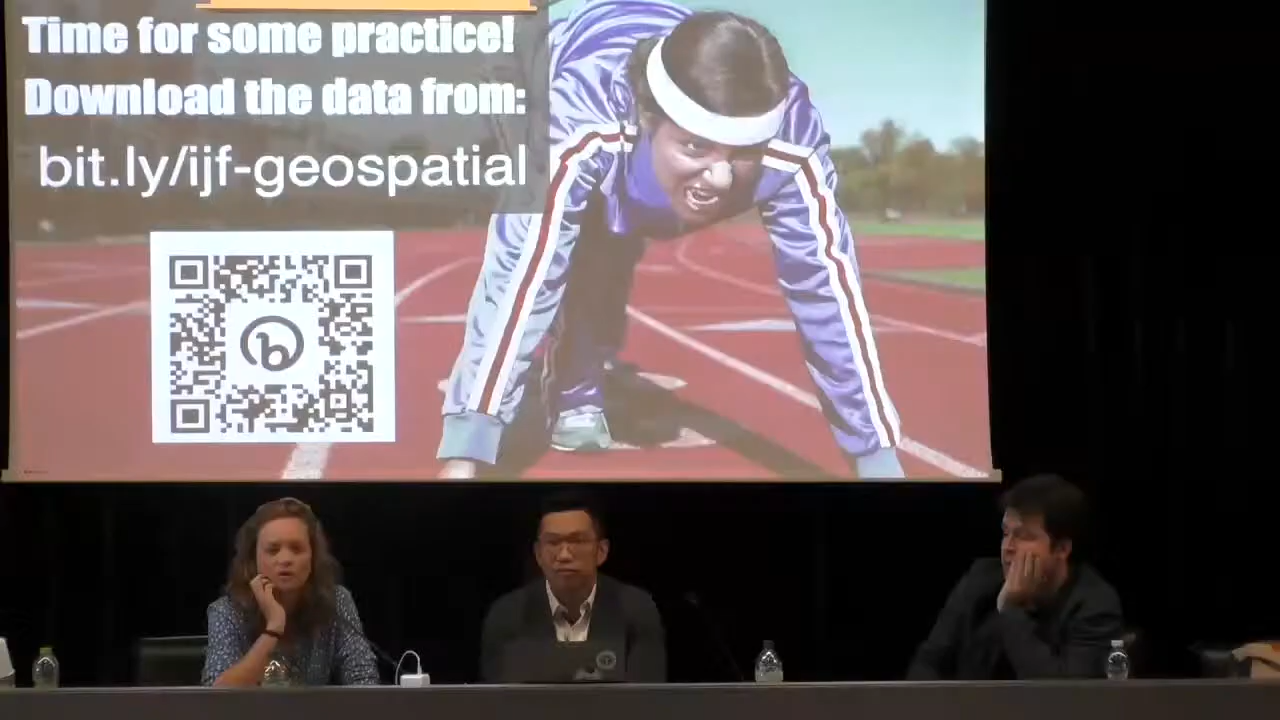 Time for some practice!
Download the data from:
bit.ly/ijf-geospatial